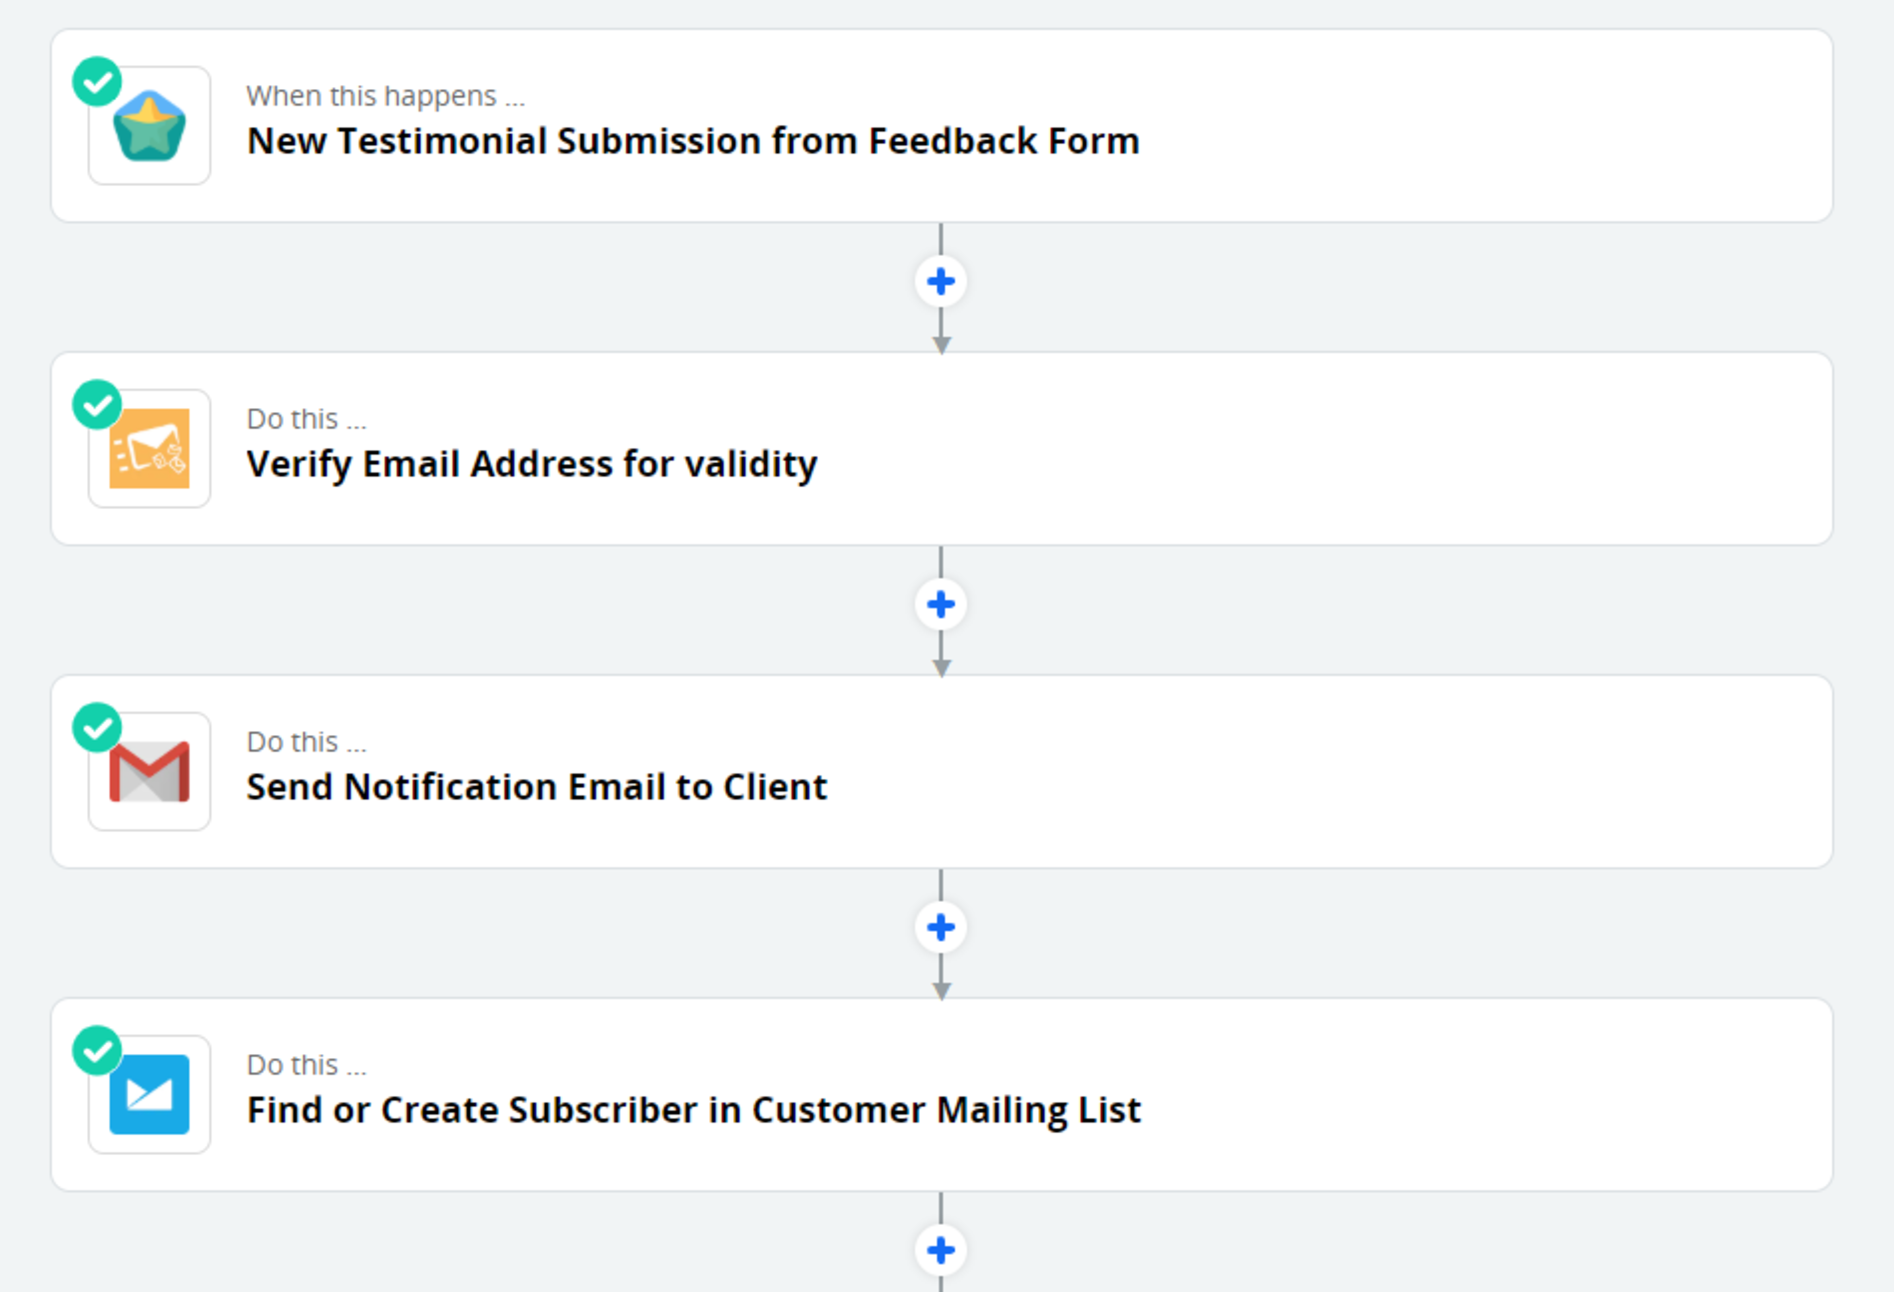 When this happens ...
New Testimonial Submission from Feedback Form
Do this ...
Verify Email Address for validity
Do this ...
Send Notification Email to Client
Do this ...
Find or Create Subscriber in Customer Mailing List